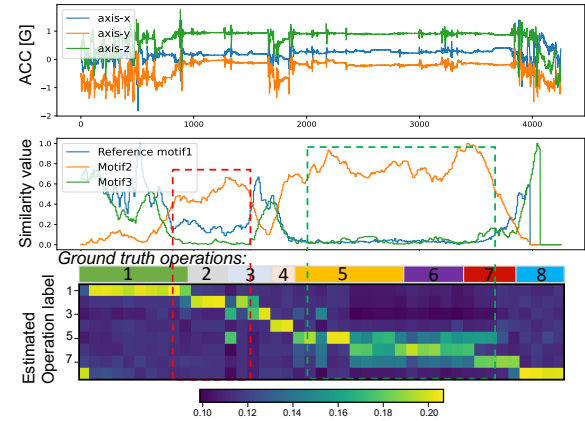 axis-x
axis-y
axis-z
ACC [G]
1
0
−1
−2
0 1000 2000 3000 4000
Reference motif1
Motif2
Motif3
Similarity value
1.0
0.8
0.6
0.4
0.2
0.0
Ground truth operations:
1 2 3 4 5 6 7 8
Estimated
Operation label
1
3
5
7
0.10 0.12 0.14 0.16 0.18 0.20